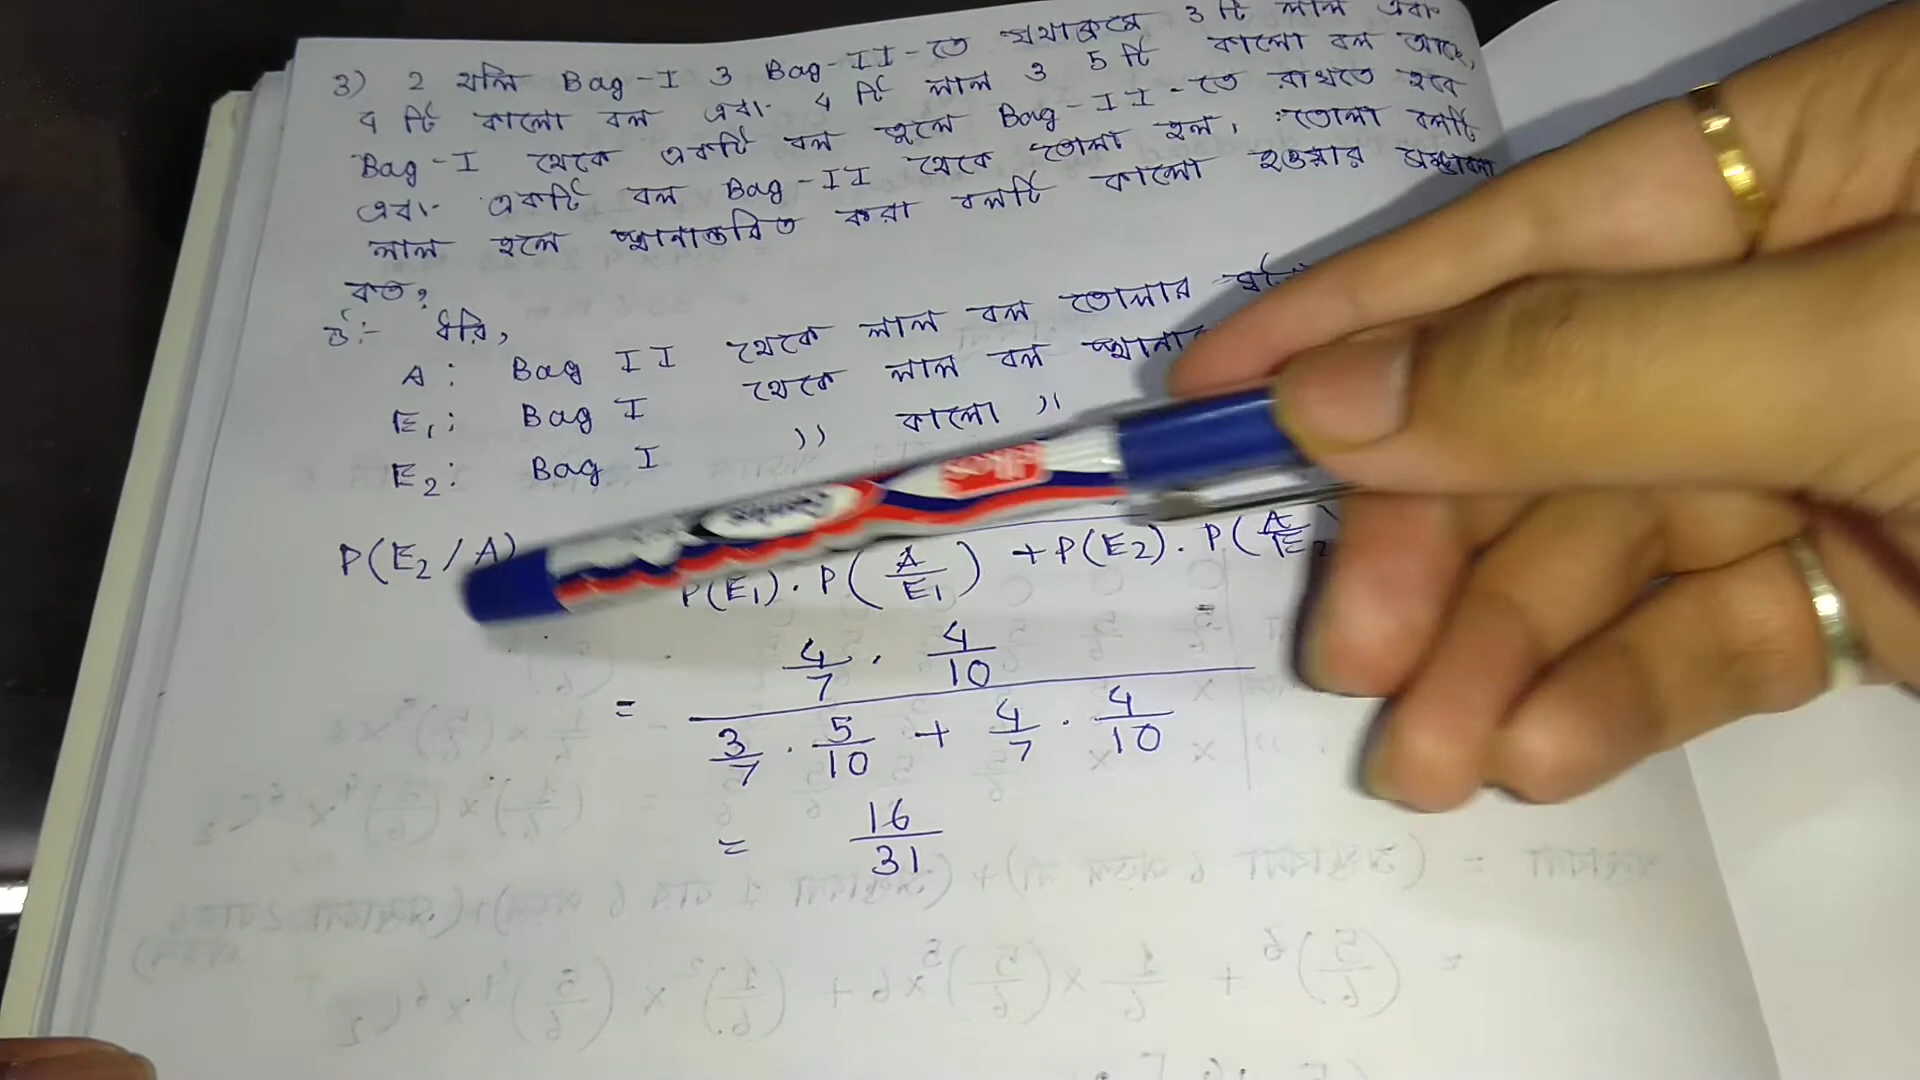 3) 2 থলি Bag-I ও Bag-II-তে যথাক্রমে 3 টি লাল এবং
4 টি কালো বল এবং 4 টি লাল ও 5 টি কালো বল আছে,
Bag-I থেকে একটি বল তুলে Bag-II-তে রাখতে হবে
এবং একটি বল Bag-II থেকে তোলা হল, তোলা বলটি
লাল হলে স্থানান্তরিত করা বলটি কালো হওয়ার সম্ভাবনা
কত?
উঃ- ধরি,
A: Bag II থেকে লাল বল তোলার
E₁: Bag I থেকে লাল বল
E₂: Bag I ,, কালো ,,
P(E₂/A)
P(E₁) . P(A/E₁) + P(E₂) . P(A/E₂)
= (4/7 . 4/10) / (3/7 . 5/10 + 4/7 . 4/10)
= 16/31